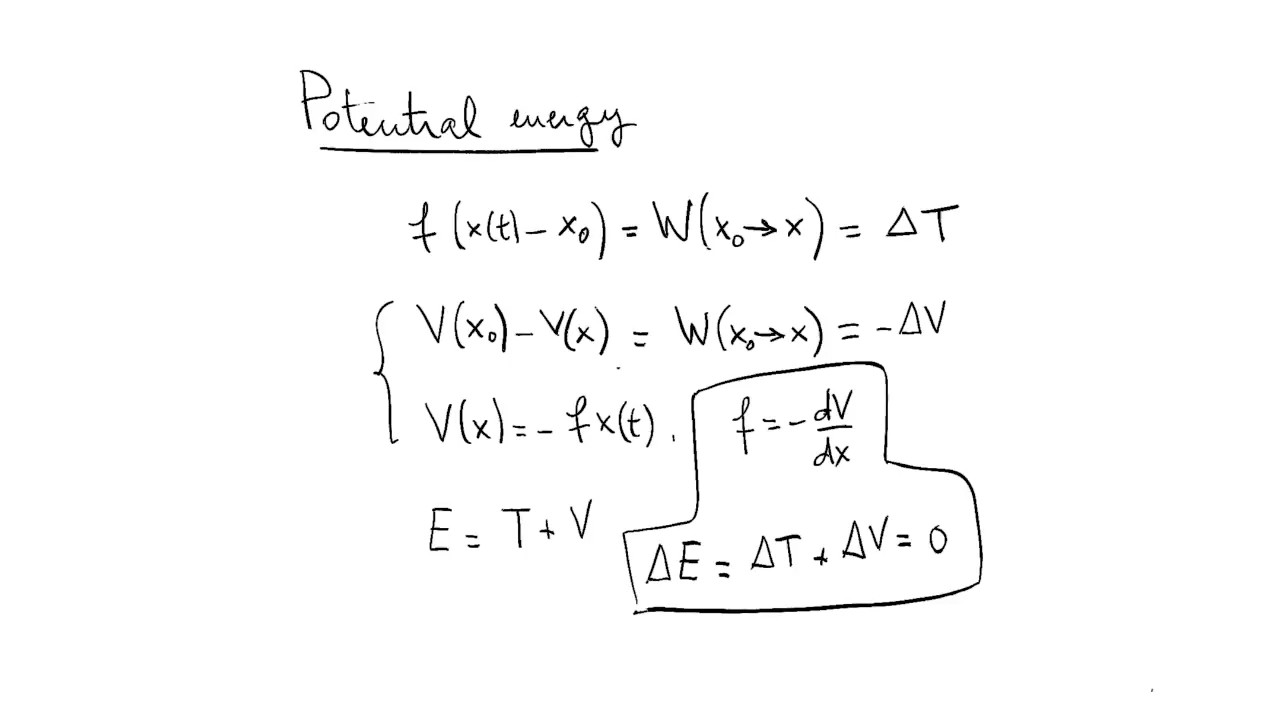 Potential energy
f (x(t) − x₀) = W(x₀→x) = ΔT
V(x₀) − V(x) = W(x₀→x) = −ΔV
V(x) = − f x(t) .
f = − dV/dx
E = T + V
ΔE = ΔT + ΔV = 0